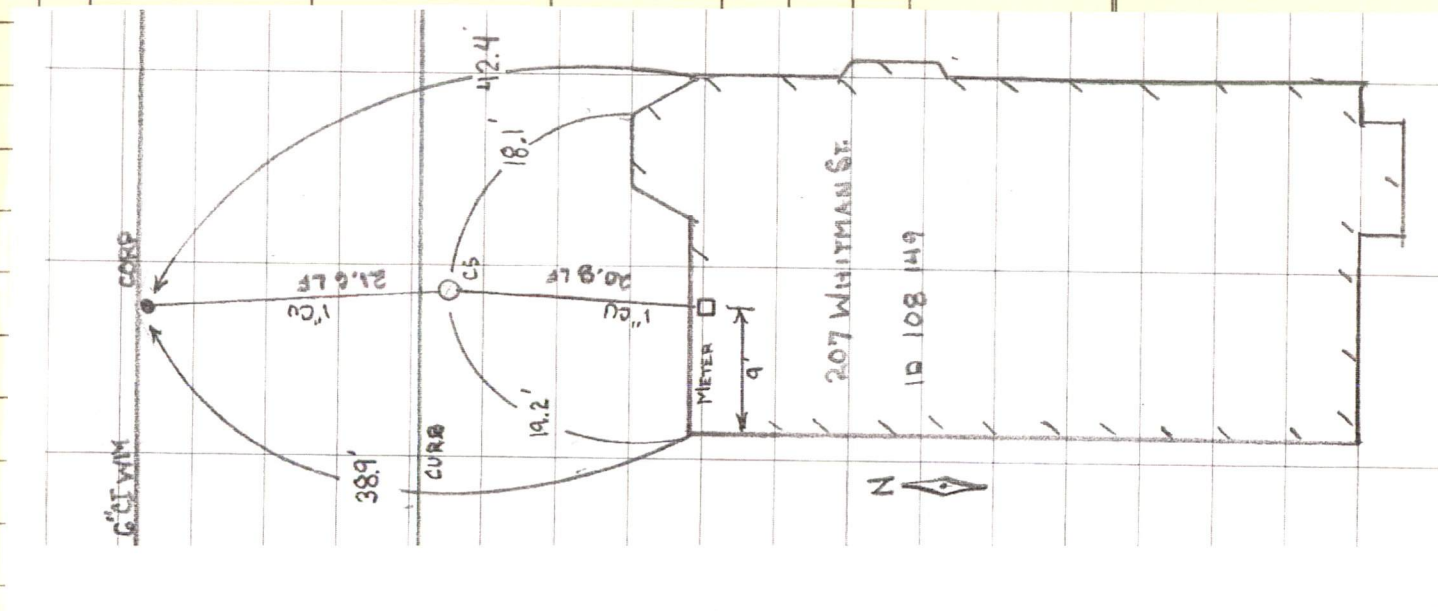 6" CI WM
CORP
42.4'
38.9'
1" CU
21.6 LF
CURB
CS
18.1'
19.2'
1" CU
20.8 LF
METER
9'
207 WHITMAN ST.
ID 108 149
N